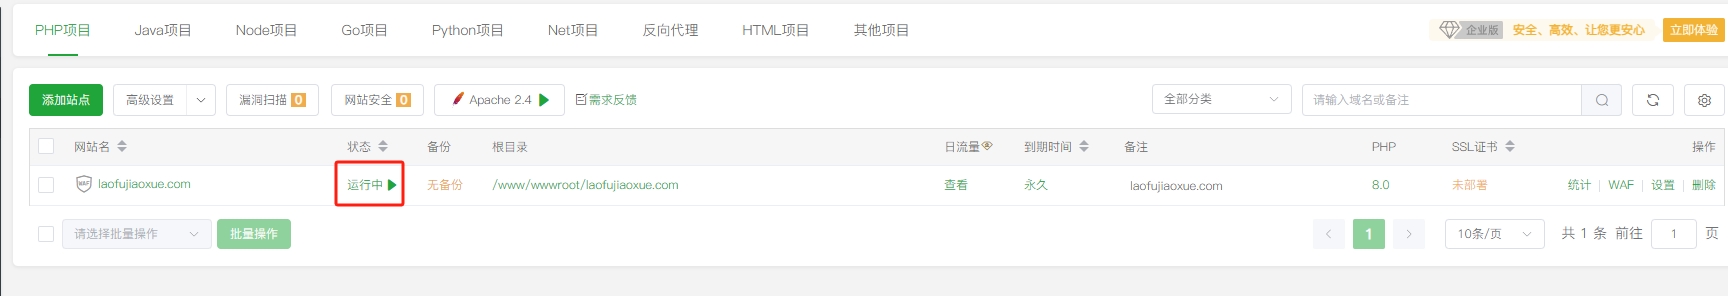 PHP项目 Java项目 Node项目 Go项目 Python项目 Net项目 反向代理 HTML项目 其他项目 企业版 安全、高效、让您更安心 立即体验
添加站点 高级设置 漏洞扫描 0 网站安全 0 Apache 2.4 需求反馈 全部分类 请输入域名或备注
网站名 状态 备份 根目录 日流量 到期时间 备注 PHP SSL证书 操作
WAF laofujiaoxue.com 运行中 无备份 /www/wwwroot/laofujiaoxue.com 查看 永久 laofujiaoxue.com 8.0 未部署 统计 | WAF | 设置 | 删除
请选择批量操作 批量操作 1 10条/页 共 1 条 前往 1 页